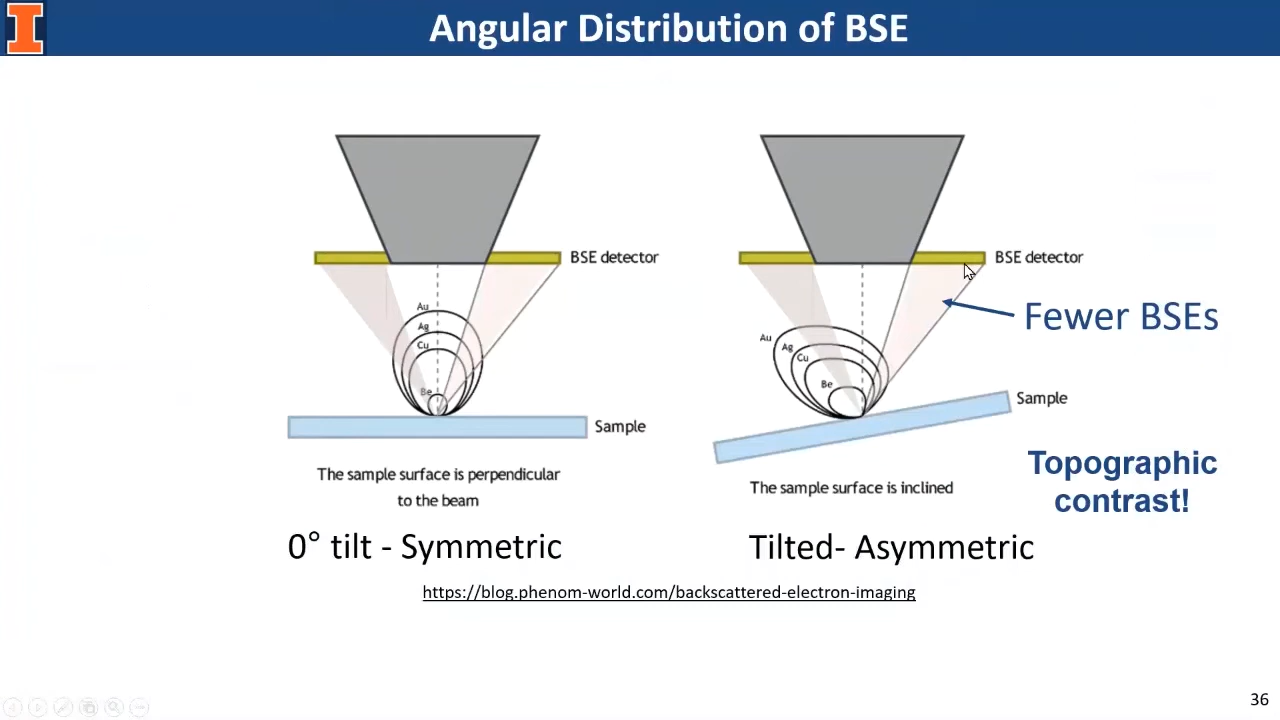 Angular Distribution of BSE
BSE detector
Au
Ag
Cu
Be
Sample
The sample surface is perpendicular
to the beam
0° tilt - Symmetric
BSE detector
Fewer BSEs
Au
Ag
Cu
Be
Sample
Topographic
contrast!
The sample surface is inclined
Tilted- Asymmetric
https://blog.phenom-world.com/backscattered-electron-imaging
36